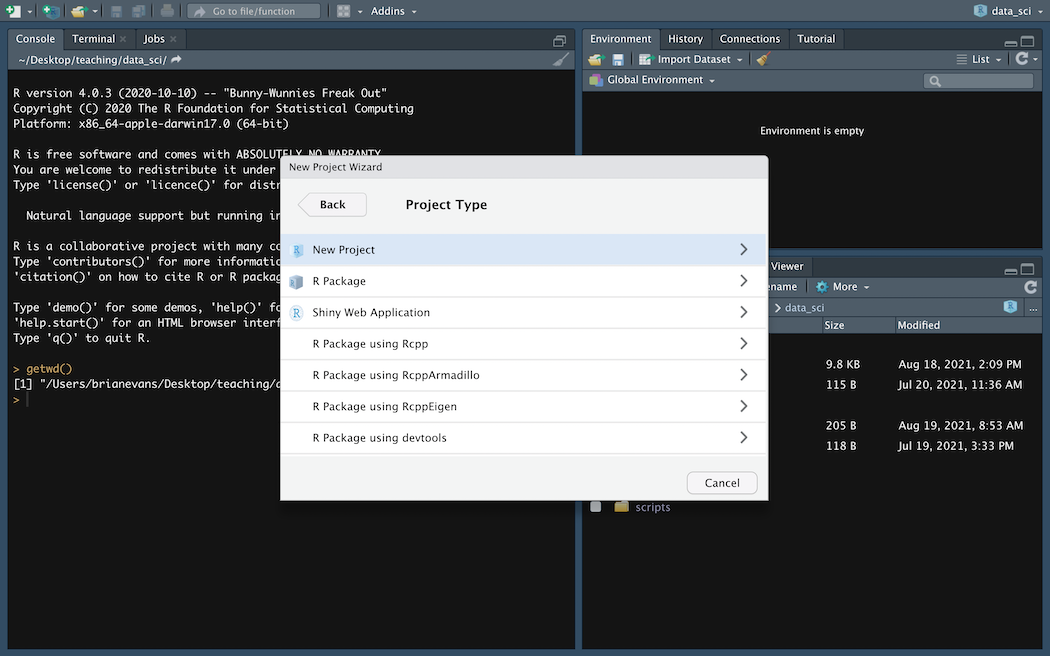 Go to file/function
Addins
data_sci
Console Terminal Jobs
~/Desktop/teaching/data_sci/
R version 4.0.3 (2020-10-10) -- "Bunny-Wunnies Freak Out"
Copyright (C) 2020 The R Foundation for Statistical Computing
Platform: x86_64-apple-darwin17.0 (64-bit)
R is free software and comes with ABSOLUTELY NO WARRANTY
You are welcome to redistribute it under
Type 'license()' or 'licence()' for distr
Natural language support but running in
R is a collaborative project with many co
Type 'contributors()' for more informatio
'citation()' on how to cite R or R packag
Type 'demo()' for some demos, 'help()' fo
'help.start()' for an HTML browser interf
Type 'q()' to quit R.
> getwd()
[1] "/Users/brianevans/Desktop/teaching/d
>
New Project Wizard
Back
Project Type
New Project
R Package
Shiny Web Application
R Package using Rcpp
R Package using RcppArmadillo
R Package using RcppEigen
R Package using devtools
Cancel
Environment History Connections Tutorial
Import Dataset
List
Global Environment
Environment is empty
Viewer
ename More
data_sci
...
Size Modified
9.8 KB Aug 18, 2021, 2:09 PM
115 B Jul 20, 2021, 11:36 AM
205 B Aug 19, 2021, 8:53 AM
118 B Jul 19, 2021, 3:33 PM
scripts